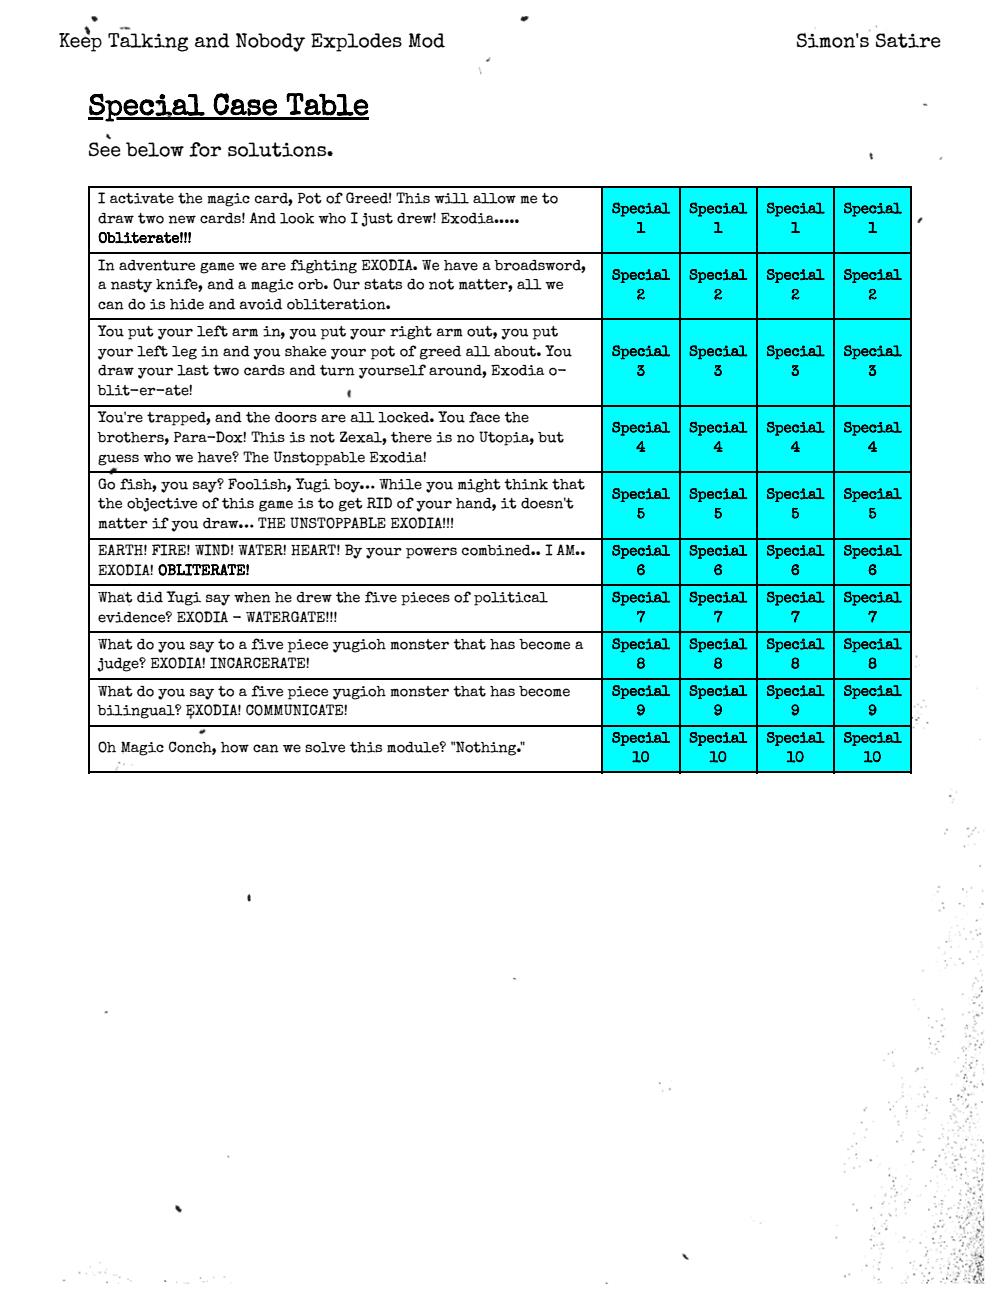 Keep Talking and Nobody Explodes Mod
Simon's Satire
Special Case Table
See below for solutions.
I activate the magic card, Pot of Greed! This will allow me to
draw two new cards! And look who I just drew! Exodia.....
Obliterate!!!
Special Special Special Special
1 1 1 1
In adventure game we are fighting EXODIA. We have a broadsword,
a nasty knife, and a magic orb. Our stats do not matter, all we
can do is hide and avoid obliteration.
Special Special Special Special
2 2 2 2
You put your left arm in, you put your right arm out, you put
your left leg in and you shake your pot of greed all about. You
draw your last two cards and turn yourself around, Exodia o-
blit-er-ate!
Special Special Special Special
3 3 3 3
You're trapped, and the doors are all locked. You face the
brothers, Para-Dox! This is not Zexal, there is no Utopia, but
guess who we have? The Unstoppable Exodia!
Special Special Special Special
4 4 4 4
Go fish, you say? Foolish, Yugi boy... While you might think that
the objective of this game is to get RID of your hand, it doesn't
matter if you draw... THE UNSTOPPABLE EXODIA!!!
Special Special Special Special
5 5 5 5
EARTH! FIRE! WIND! WATER! HEART! By your powers combined.. I AM..
EXODIA! OBLITERATE!
Special Special Special Special
6 6 6 6
What did Yugi say when he drew the five pieces of political
evidence? EXODIA - WATERGATE!!!
Special Special Special Special
7 7 7 7
What do you say to a five piece yugioh monster that has become a
judge? EXODIA! INCARCERATE!
Special Special Special Special
8 8 8 8
What do you say to a five piece yugioh monster that has become
bilingual? EXODIA! COMMUNICATE!
Special Special Special Special
9 9 9 9
Oh Magic Conch, how can we solve this module? "Nothing."
Special Special Special Special
10 10 10 10